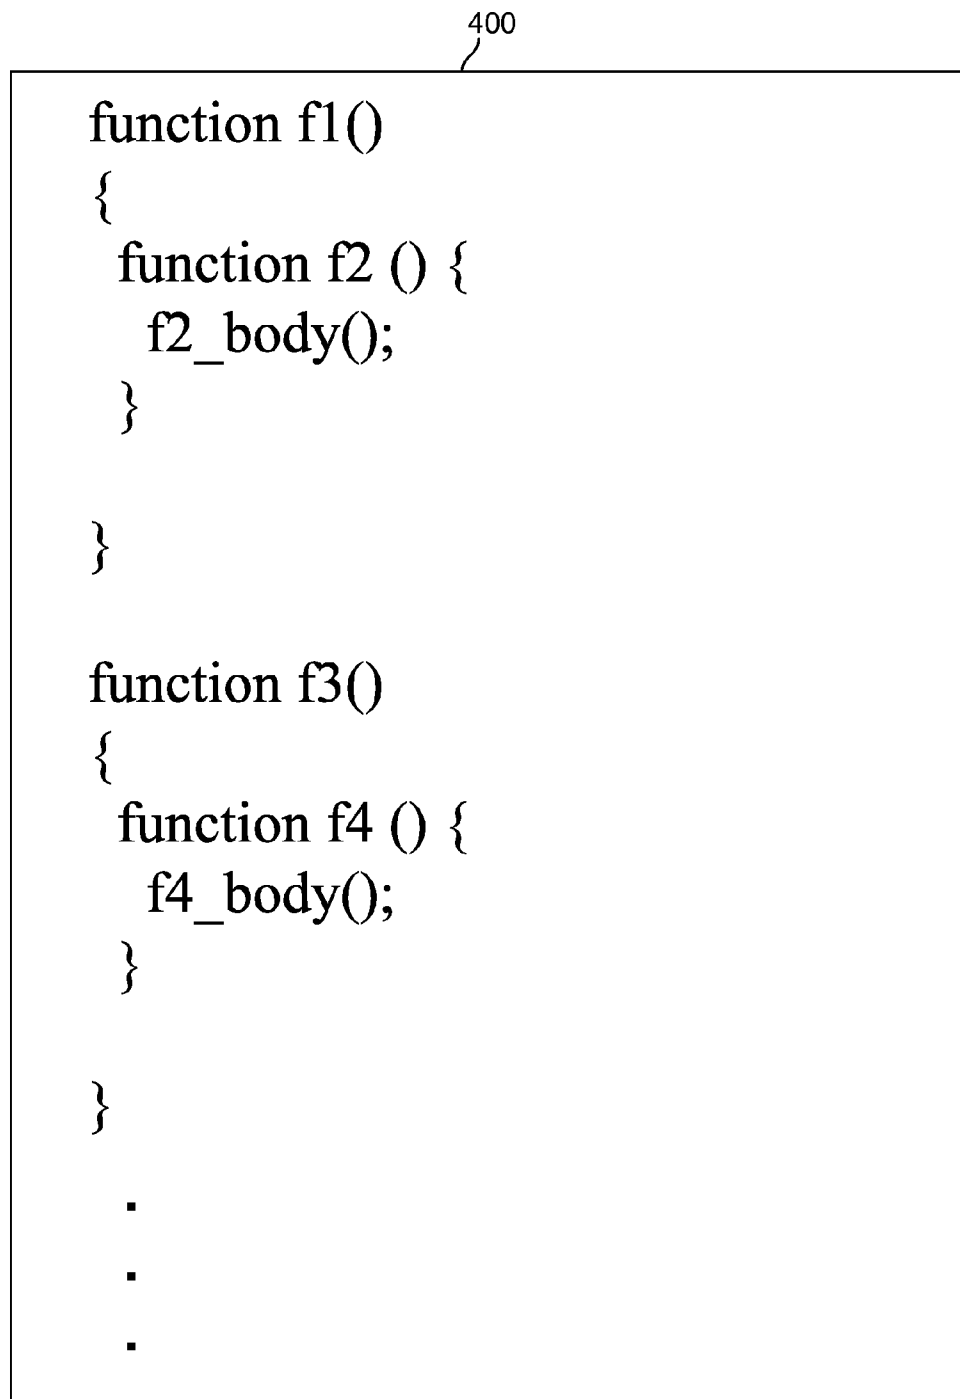 400
function f1()
{
function f2 () {
f2_body();
}
}
function f3()
{
function f4 () {
f4_body();
}
}
.
.
.